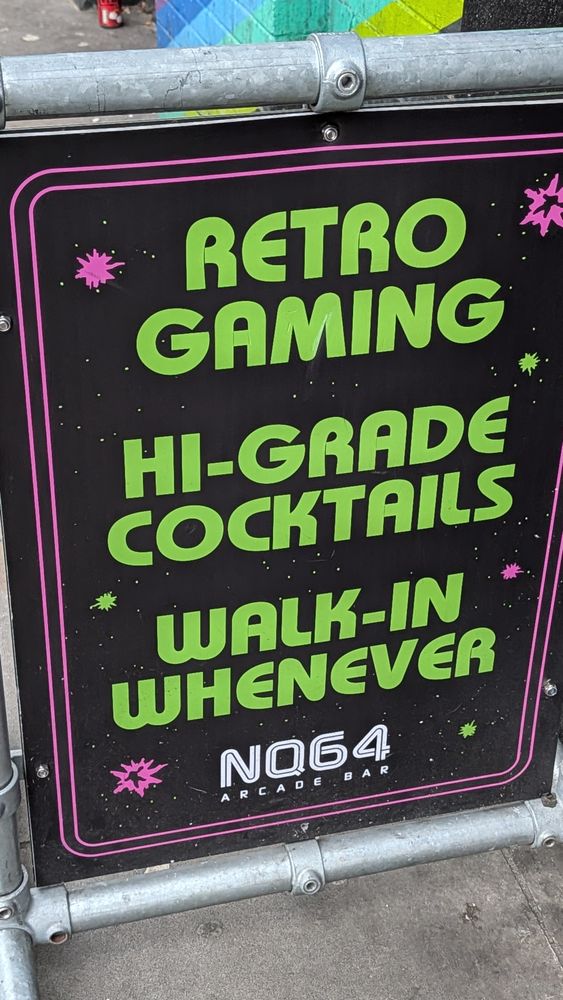 RETRO
GAMING
HI-GRADE
COCKTAILS
WALK-IN
WHENEVER
NQ64
ARCADE BAR